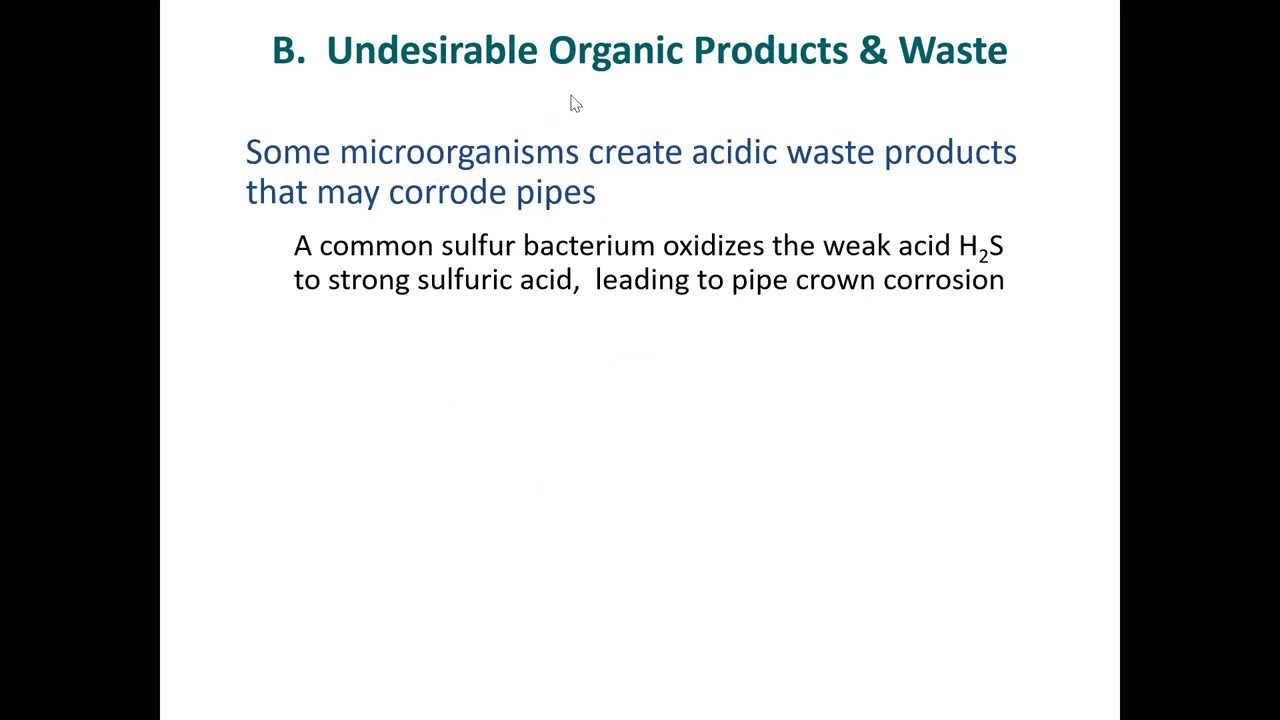 B.  Undesirable Organic Products & Waste
Some microorganisms create acidic waste products
that may corrode pipes
A common sulfur bacterium oxidizes the weak acid H₂S
to strong sulfuric acid,  leading to pipe crown corrosion